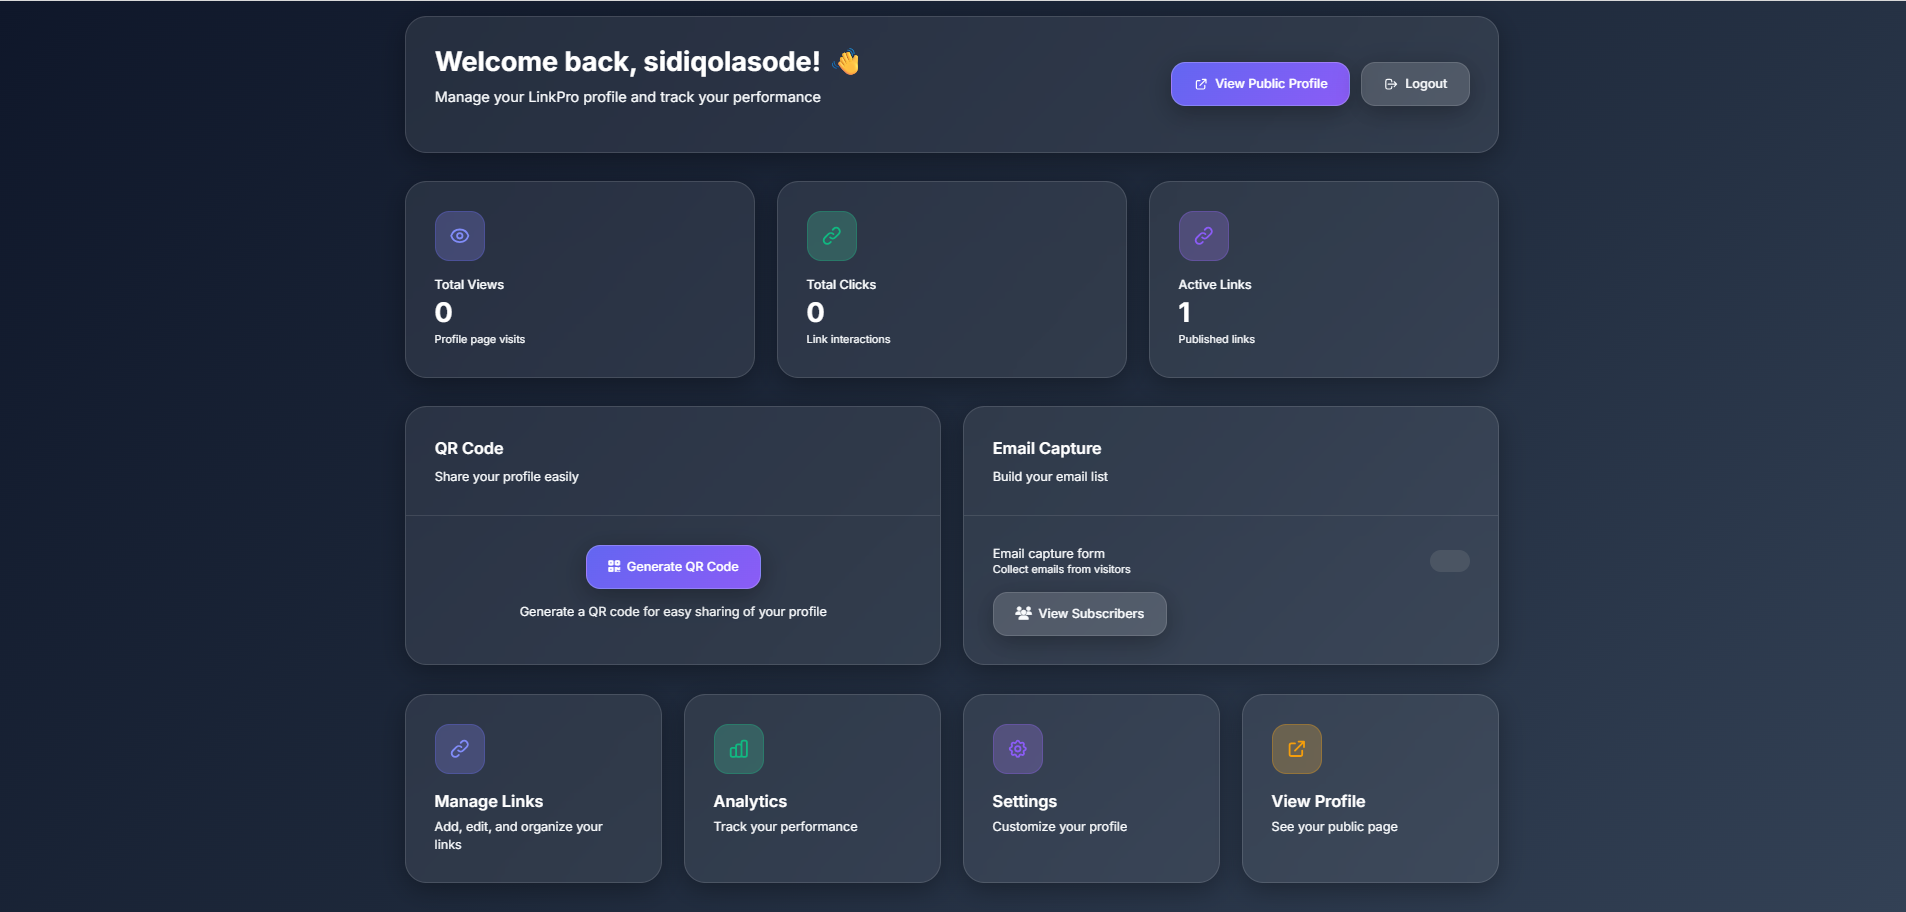 Welcome back, sidiqolasode! 👋
Manage your LinkPro profile and track your performance
View Public Profile
Logout
Total Views
0
Profile page visits
Total Clicks
0
Link interactions
Active Links
1
Published links
QR Code
Share your profile easily
Generate QR Code
Generate a QR code for easy sharing of your profile
Email Capture
Build your email list
Email capture form
Collect emails from visitors
View Subscribers
Manage Links
Add, edit, and organize your
links
Analytics
Track your performance
Settings
Customize your profile
View Profile
See your public page